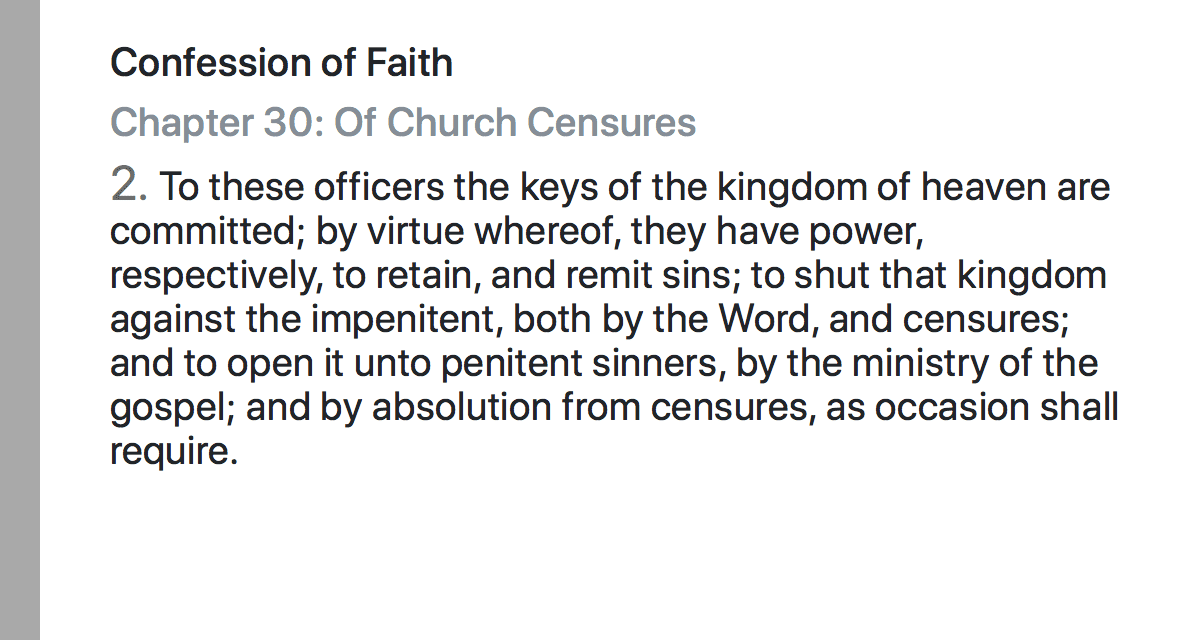 Confession of Faith
Chapter 30: Of Church Censures
2. To these officers the keys of the kingdom of heaven are
committed; by virtue whereof, they have power,
respectively, to retain, and remit sins; to shut that kingdom
against the impenitent, both by the Word, and censures;
and to open it unto penitent sinners, by the ministry of the
gospel; and by absolution from censures, as occasion shall
require.